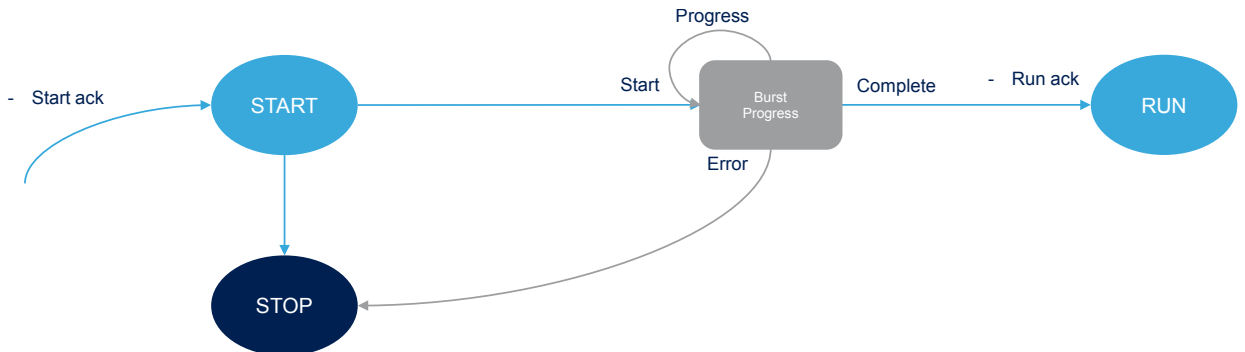 Progress
- Start ack
START
Start
Burst
Progress
Complete
- Run ack
RUN
Error
STOP